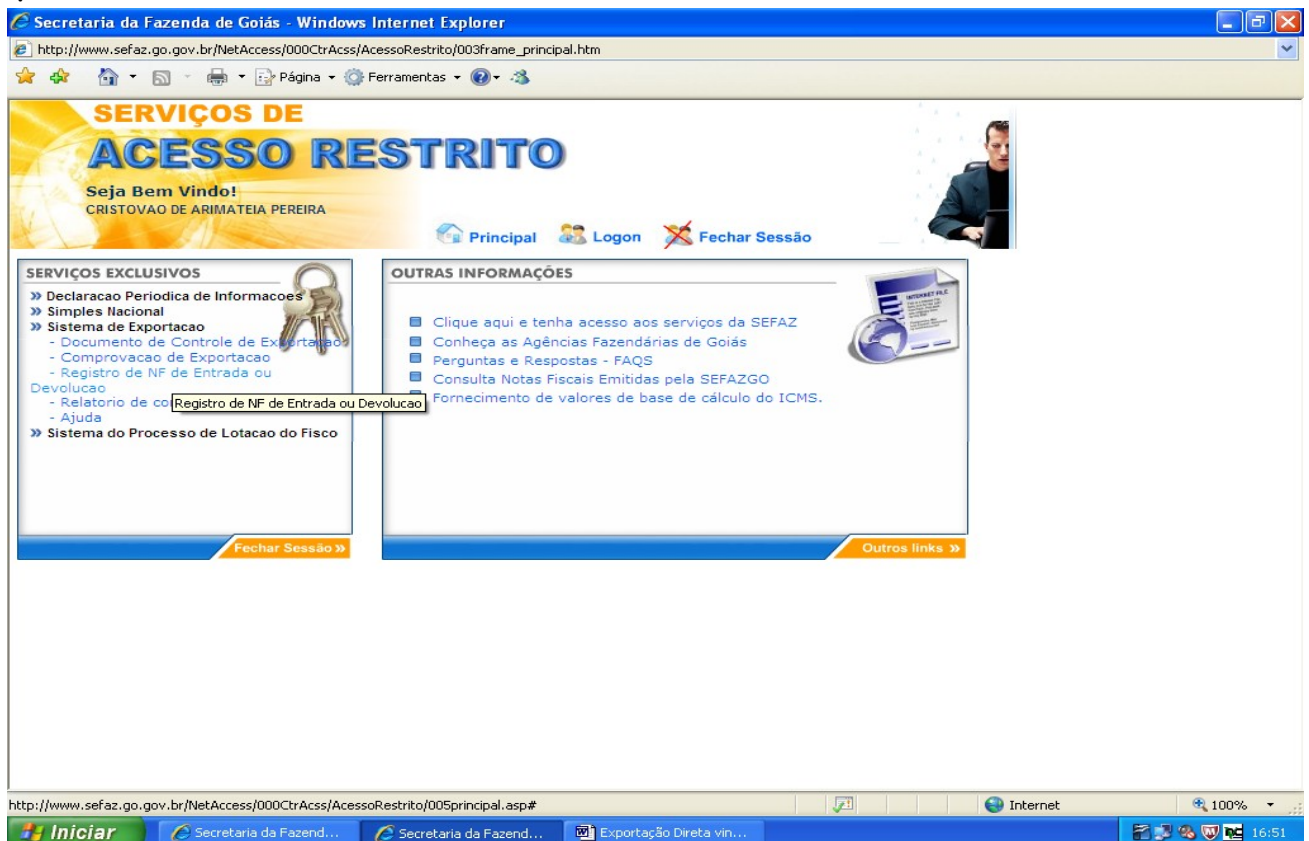 Secretaria da Fazenda de Goiás - Windows Internet Explorer
http://www.sefaz.go.gov.br/NetAccess/000CtrAcss/AcessoRestrito/003frame_principal.htm
Página
Ferramentas
SERVIÇOS DE
ACESSO RESTRITO
Seja Bem Vindo!
CRISTOVAO DE ARIMATEIA PEREIRA
Principal Logon Fechar Sessão
SERVIÇOS EXCLUSIVOS
» Declaracao Periodica de Informacoes
» Simples Nacional
» Sistema de Exportacao
- Documento de Controle de Exportacao
- Comprovacao de Exportacao
- Registro de NF de Entrada ou
Devolucao
- Relatorio de co
Registro de NF de Entrada ou Devolucao
- Ajuda
» Sistema do Processo de Lotacao do Fisco
Fechar Sessão »
OUTRAS INFORMAÇÕES
INTERNET FILE
Clique aqui e tenha acesso aos serviços da SEFAZ
Conheça as Agências Fazendárias de Goiás
Perguntas e Respostas - FAQS
Consulta Notas Fiscais Emitidas pela SEFAZGO
Fornecimento de valores de base de cálculo do ICMS.
Outros links »
http://www.sefaz.go.gov.br/NetAccess/000CtrAcss/AcessoRestrito/005principal.asp#
Internet
100%
Iniciar
Secretaria da Fazend...
Secretaria da Fazend...
Exportação Direta vin...
16:51